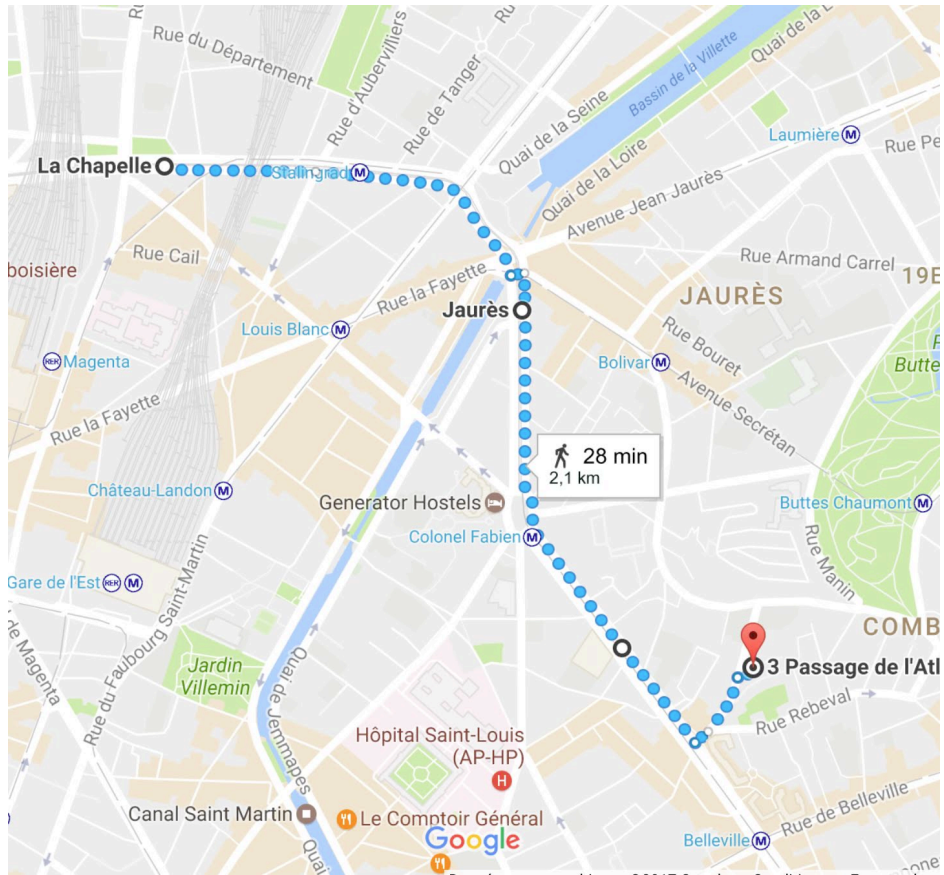 Rue du Département
Rue d'Aubervilliers
Rue de Tanger
Quai de la Seine
Bassin de la Villette
Quai de la Loire
Laumière
La Chapelle
Stalingrad
Avenue Jean Jaurès
Rue Cail
Rue la Fayette
Rue Armand Carrel
19E
boisière
JAURÈS
Jaurès
Louis Blanc
Rue Bouret
Magenta
Bolivar
Butte
Avenue Secrétan
Rue la Fayette
28 min
2,1 km
Château-Landon
Generator Hostels
Buttes Chaumont
Colonel Fabien
Rue Manin
Gare de l'Est
Rue du Faubourg Saint-Martin
de Magenta
COMB
Jardin
Villemin
Quai de Jemmapes
3 Passage de l'Atl
Rue Rebeval
Hôpital Saint-Louis
(AP-HP)
H
Canal Saint Martin
Le Comptoir Général
Google
Belleville
Rue de Belleville
Quai